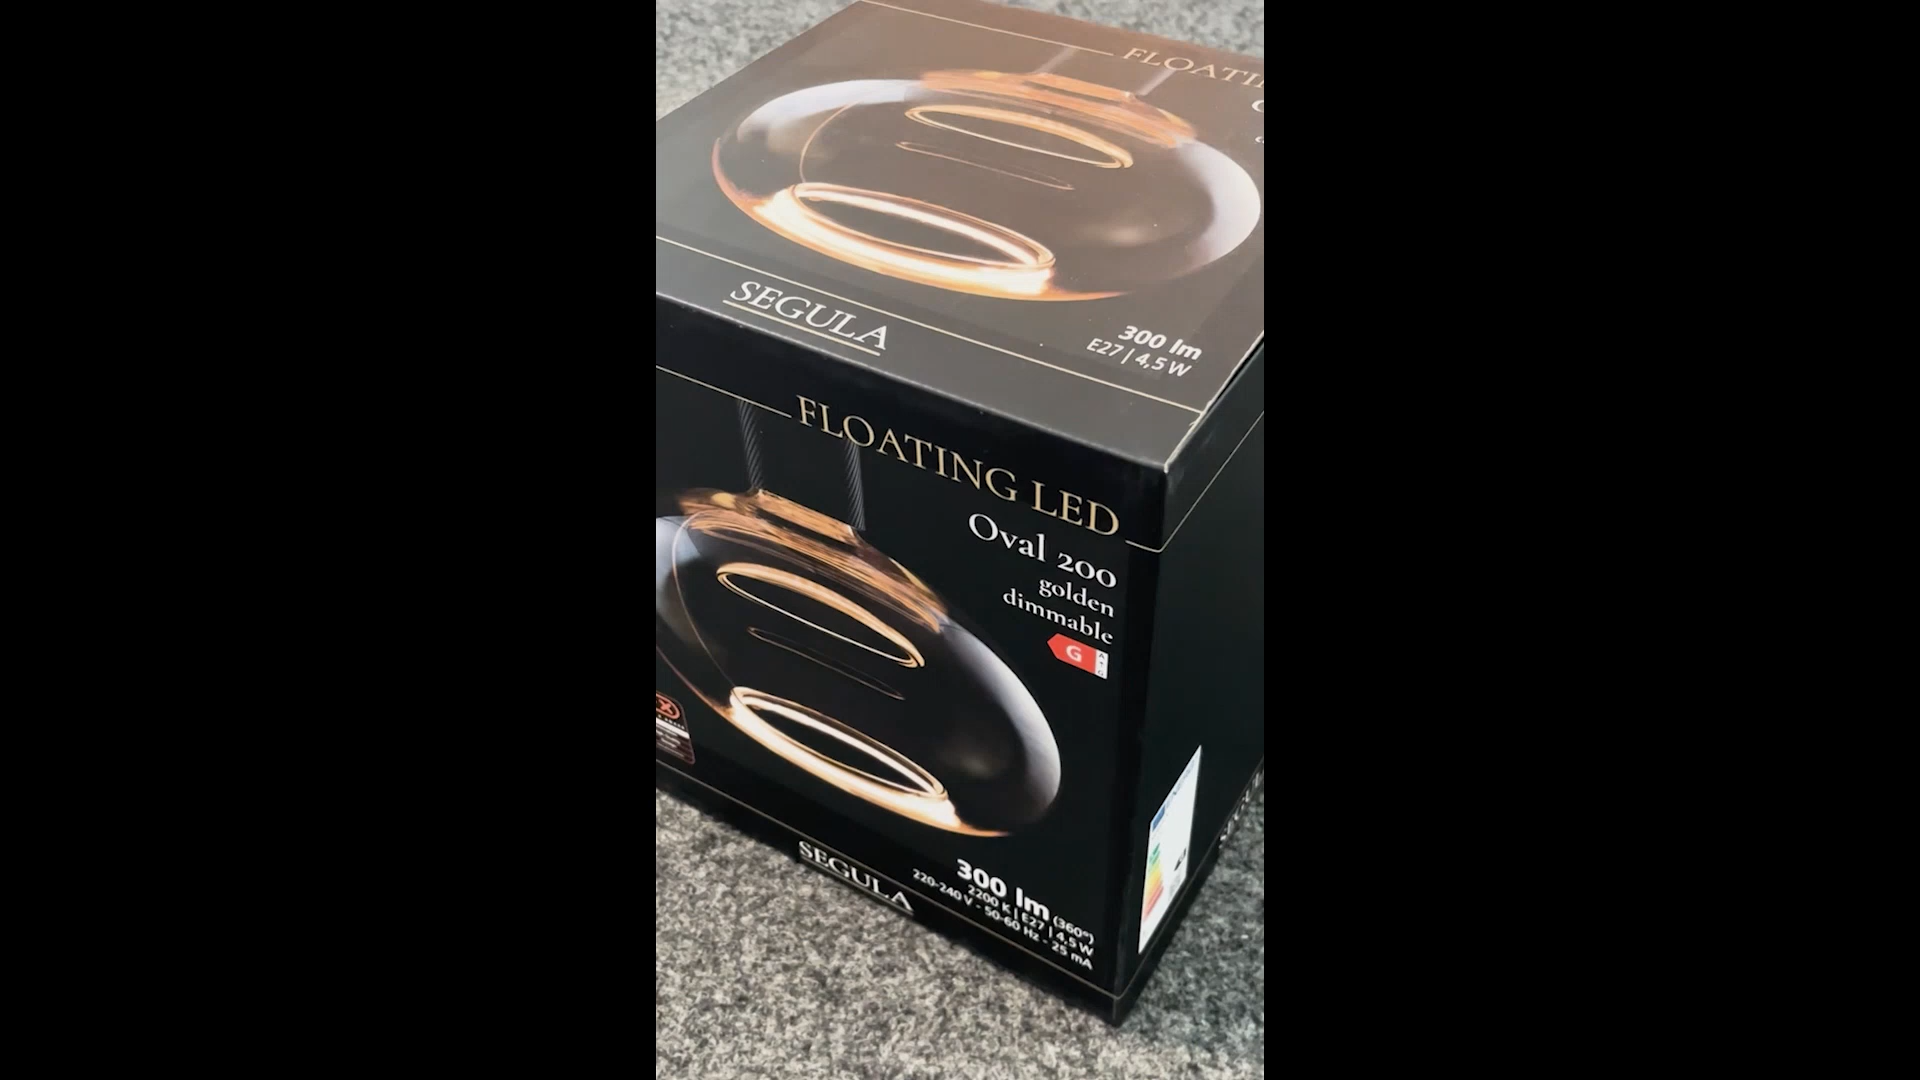 FLOATI
SEGULA
300 lm
E27 | 4,5 W
FLOATING LED
Oval 200
golden
dimmable
G
SEGULA
300 lm (360°)
2200 K | E27 | 4,5 W
220-240 V - 50-60 Hz - 25 mA